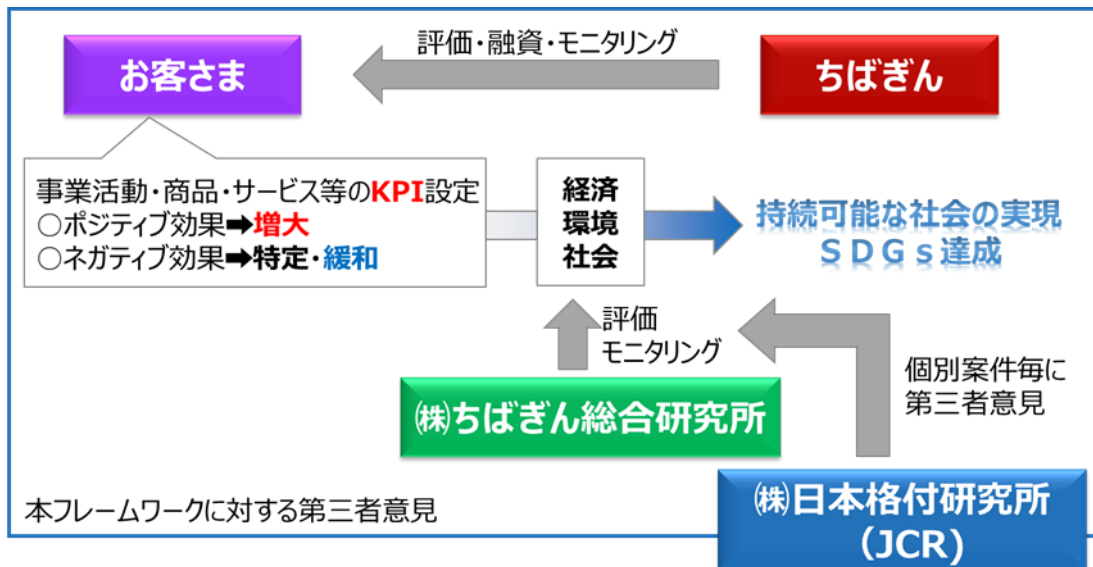 評価・融資・モニタリング
お客さま
ちばぎん
事業活動・商品・サービス等のKPI設定
○ポジティブ効果➡増大
○ネガティブ効果➡特定・緩和
経済
環境
社会
持続可能な社会の実現
ＳＤＧｓ達成
評価
モニタリング
個別案件毎に
第三者意見
㈱ちばぎん総合研究所
本フレームワークに対する第三者意見
㈱日本格付研究所
(JCR)